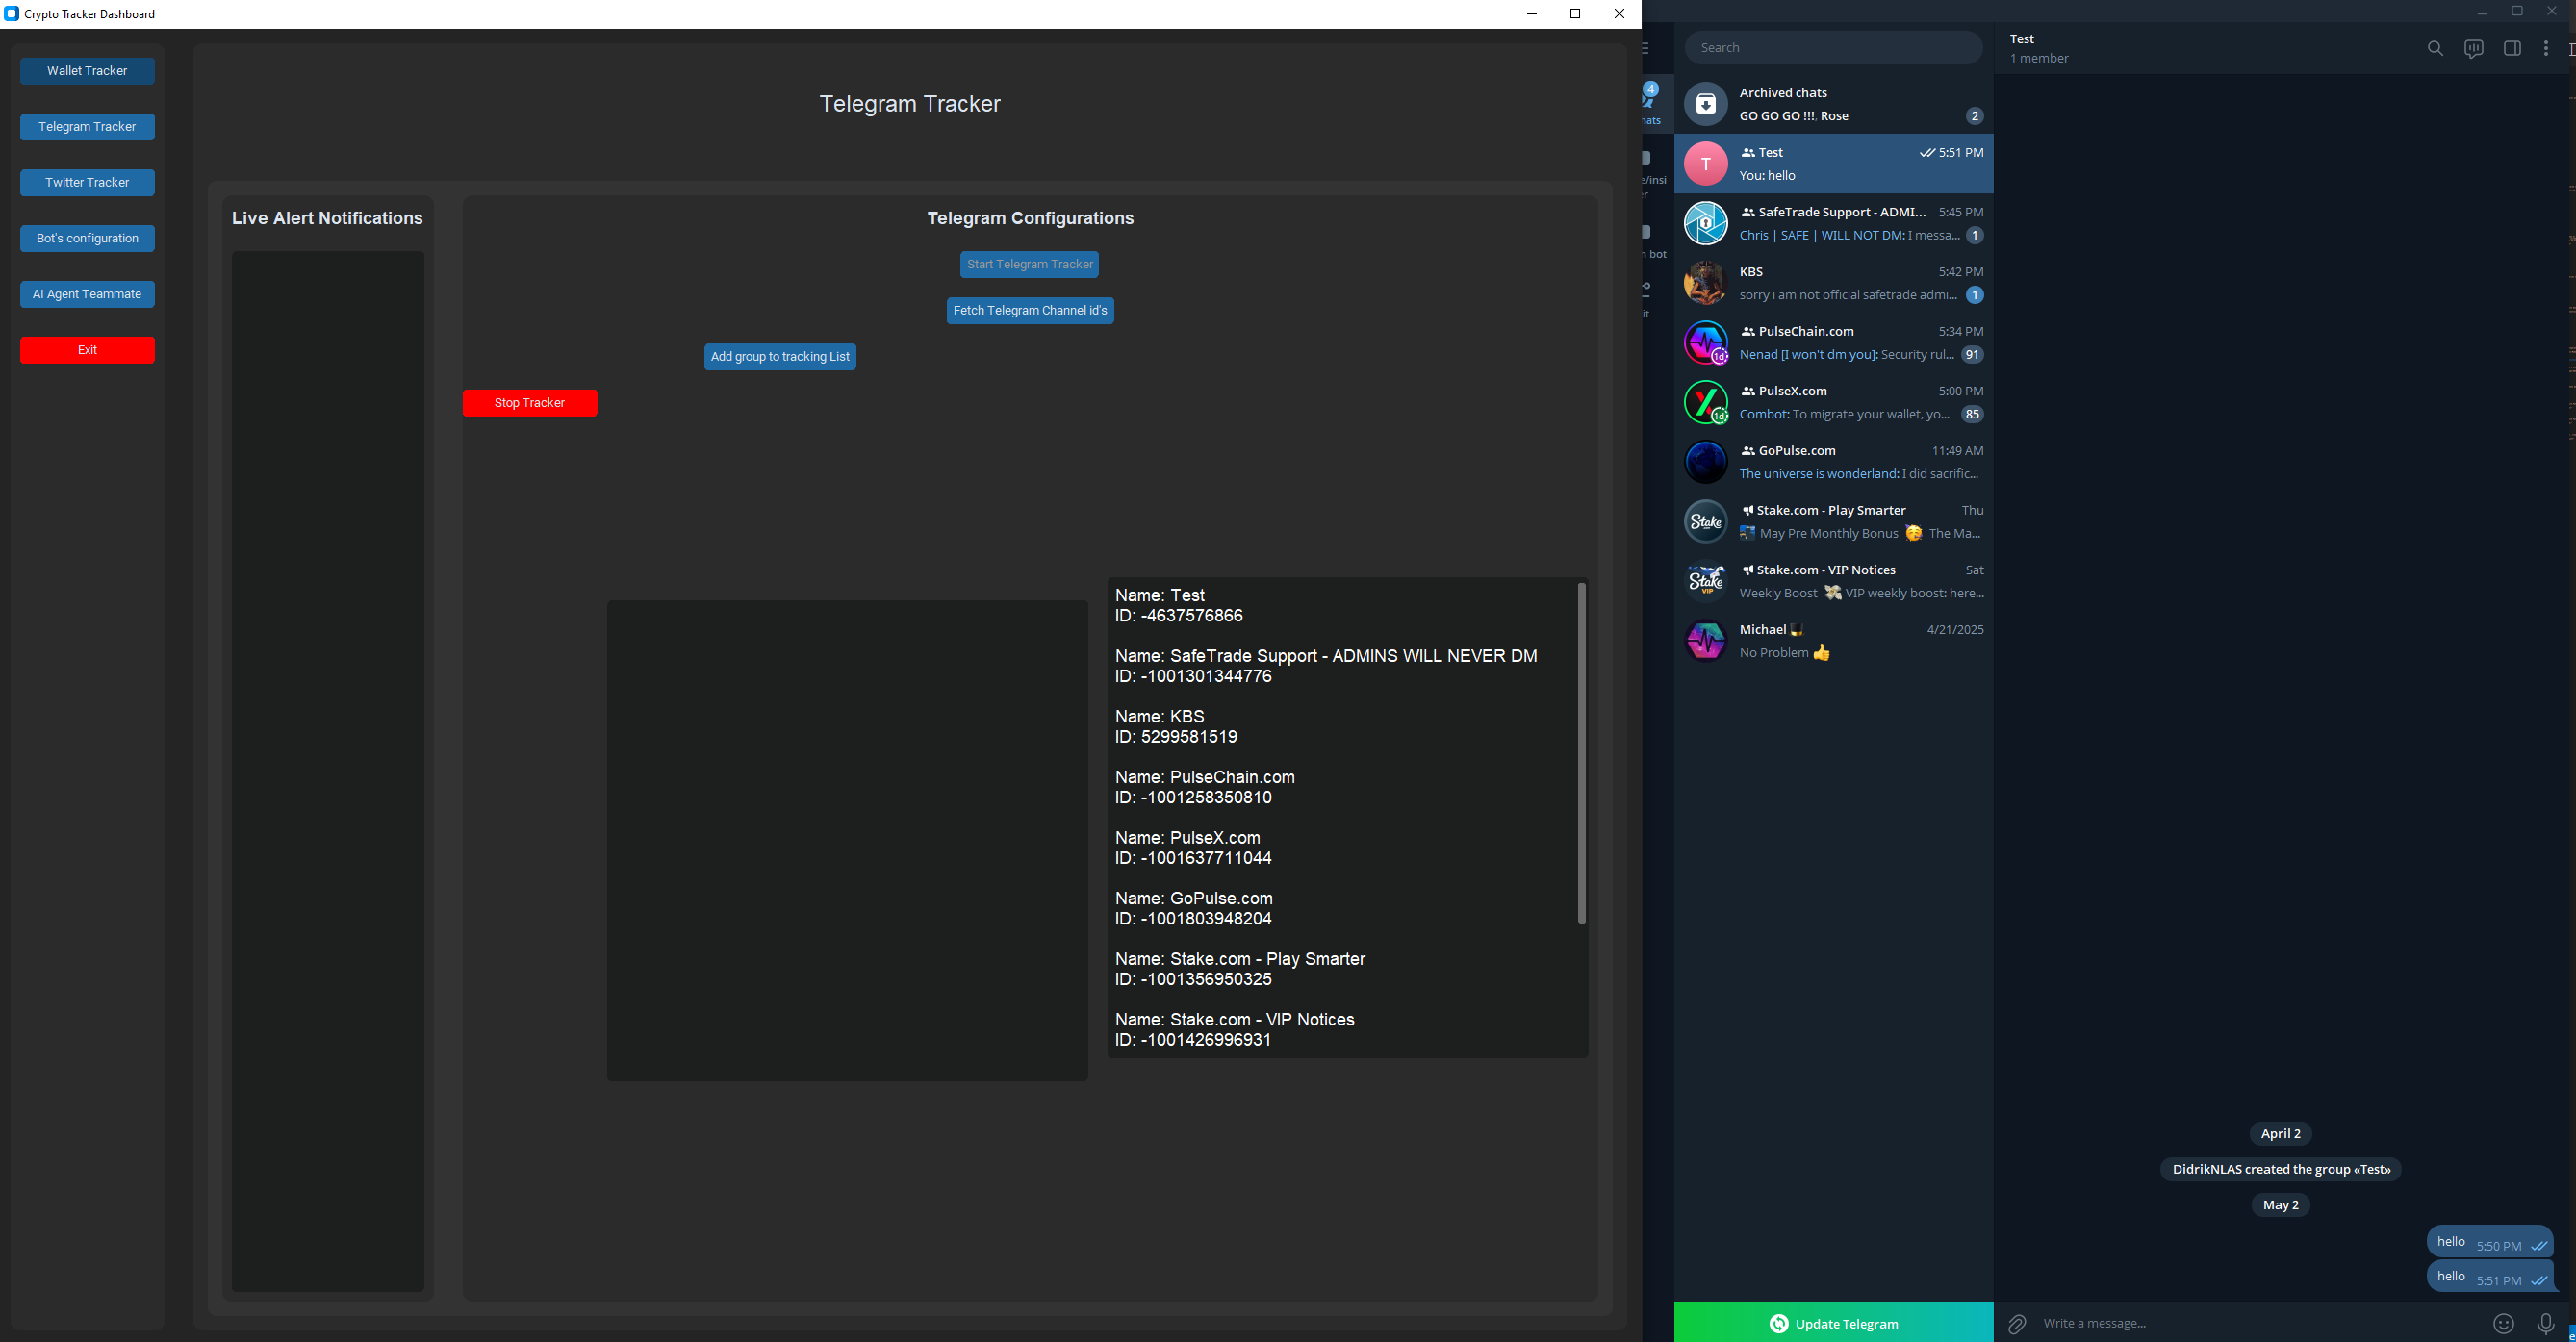 Crypto Tracker Dashboard
Wallet Tracker
Telegram Tracker
Twitter Tracker
Bot's configuration
AI Agent Teammate
Exit
Telegram Tracker
Live Alert Notifications
Telegram Configurations
Start Telegram Tracker
Fetch Telegram Channel id's
Add group to tracking List
Stop Tracker
Name: Test
ID: -4637576866
Name: SafeTrade Support - ADMINS WILL NEVER DM
ID: -1001301344776
Name: KBS
ID: 5299581519
Name: PulseChain.com
ID: -1001258350810
Name: PulseX.com
ID: -1001637711044
Name: GoPulse.com
ID: -1001803948204
Name: Stake.com - Play Smarter
ID: -1001356950325
Name: Stake.com - VIP Notices
ID: -1001426996931
4
hats
e/insi
r
n bot
it
Search
Archived chats
GO GO GO !!!, Rose 2
T
Test 5:51 PM
You: hello
SafeTrade Support - ADMI... 5:45 PM
Chris | SAFE | WILL NOT DM: I messa... 1
KBS 5:42 PM
sorry i am not official safetrade admi... 1
PulseChain.com 5:34 PM
1d Nenad [I won't dm you]: Security rul... 91
PulseX.com 5:00 PM
1d Combot: To migrate your wallet, yo... 85
GoPulse.com 11:49 AM
The universe is wonderland: I did sacrific...
Stake
Stake.com - Play Smarter Thu
May Pre Monthly Bonus 🥳 The Ma...
Stake VIP
Stake.com - VIP Notices Sat
Weekly Boost 💸 VIP weekly boost: here...
Michael 4/21/2025
No Problem 👍
Update Telegram
Test
1 member
April 2
DidrikNLAS created the group «Test»
May 2
hello 5:50 PM
hello 5:51 PM
Write a message...